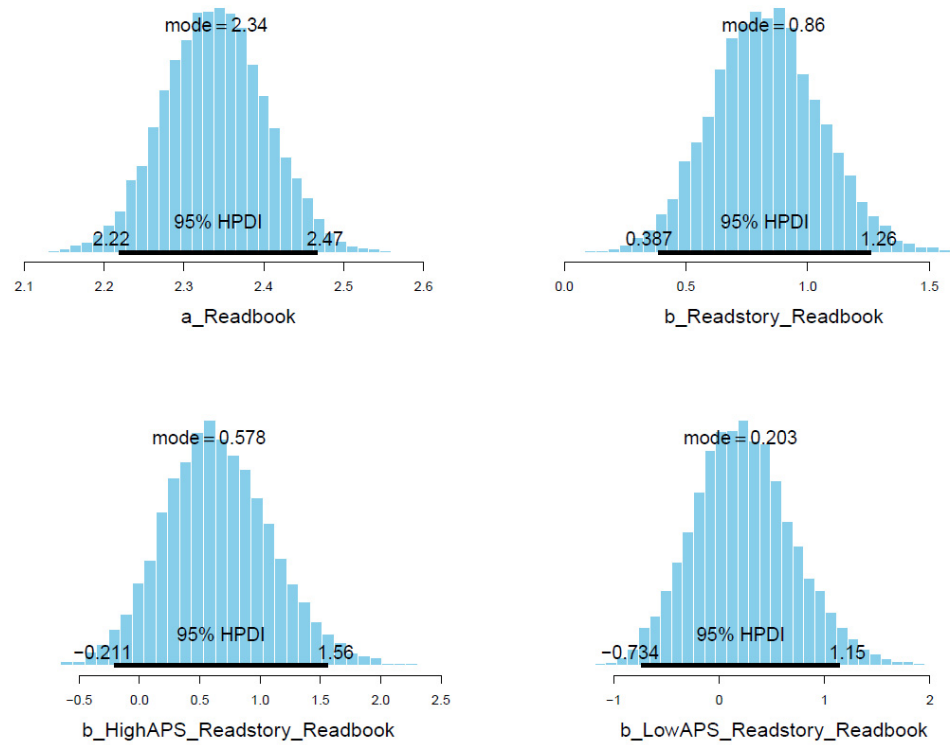 mode = 2.34
95% HPDI
2.22 2.47
2.1 2.2 2.3 2.4 2.5 2.6
a_Readbook
mode = 0.86
95% HPDI
0.387 1.26
0.0 0.5 1.0 1.5
b_Readstory_Readbook
mode = 0.578
95% HPDI
−0.211 1.56
−0.5 0.0 0.5 1.0 1.5 2.0 2.5
b_HighAPS_Readstory_Readbook
mode = 0.203
95% HPDI
−0.734 1.15
−1 0 1 2
b_LowAPS_Readstory_Readbook